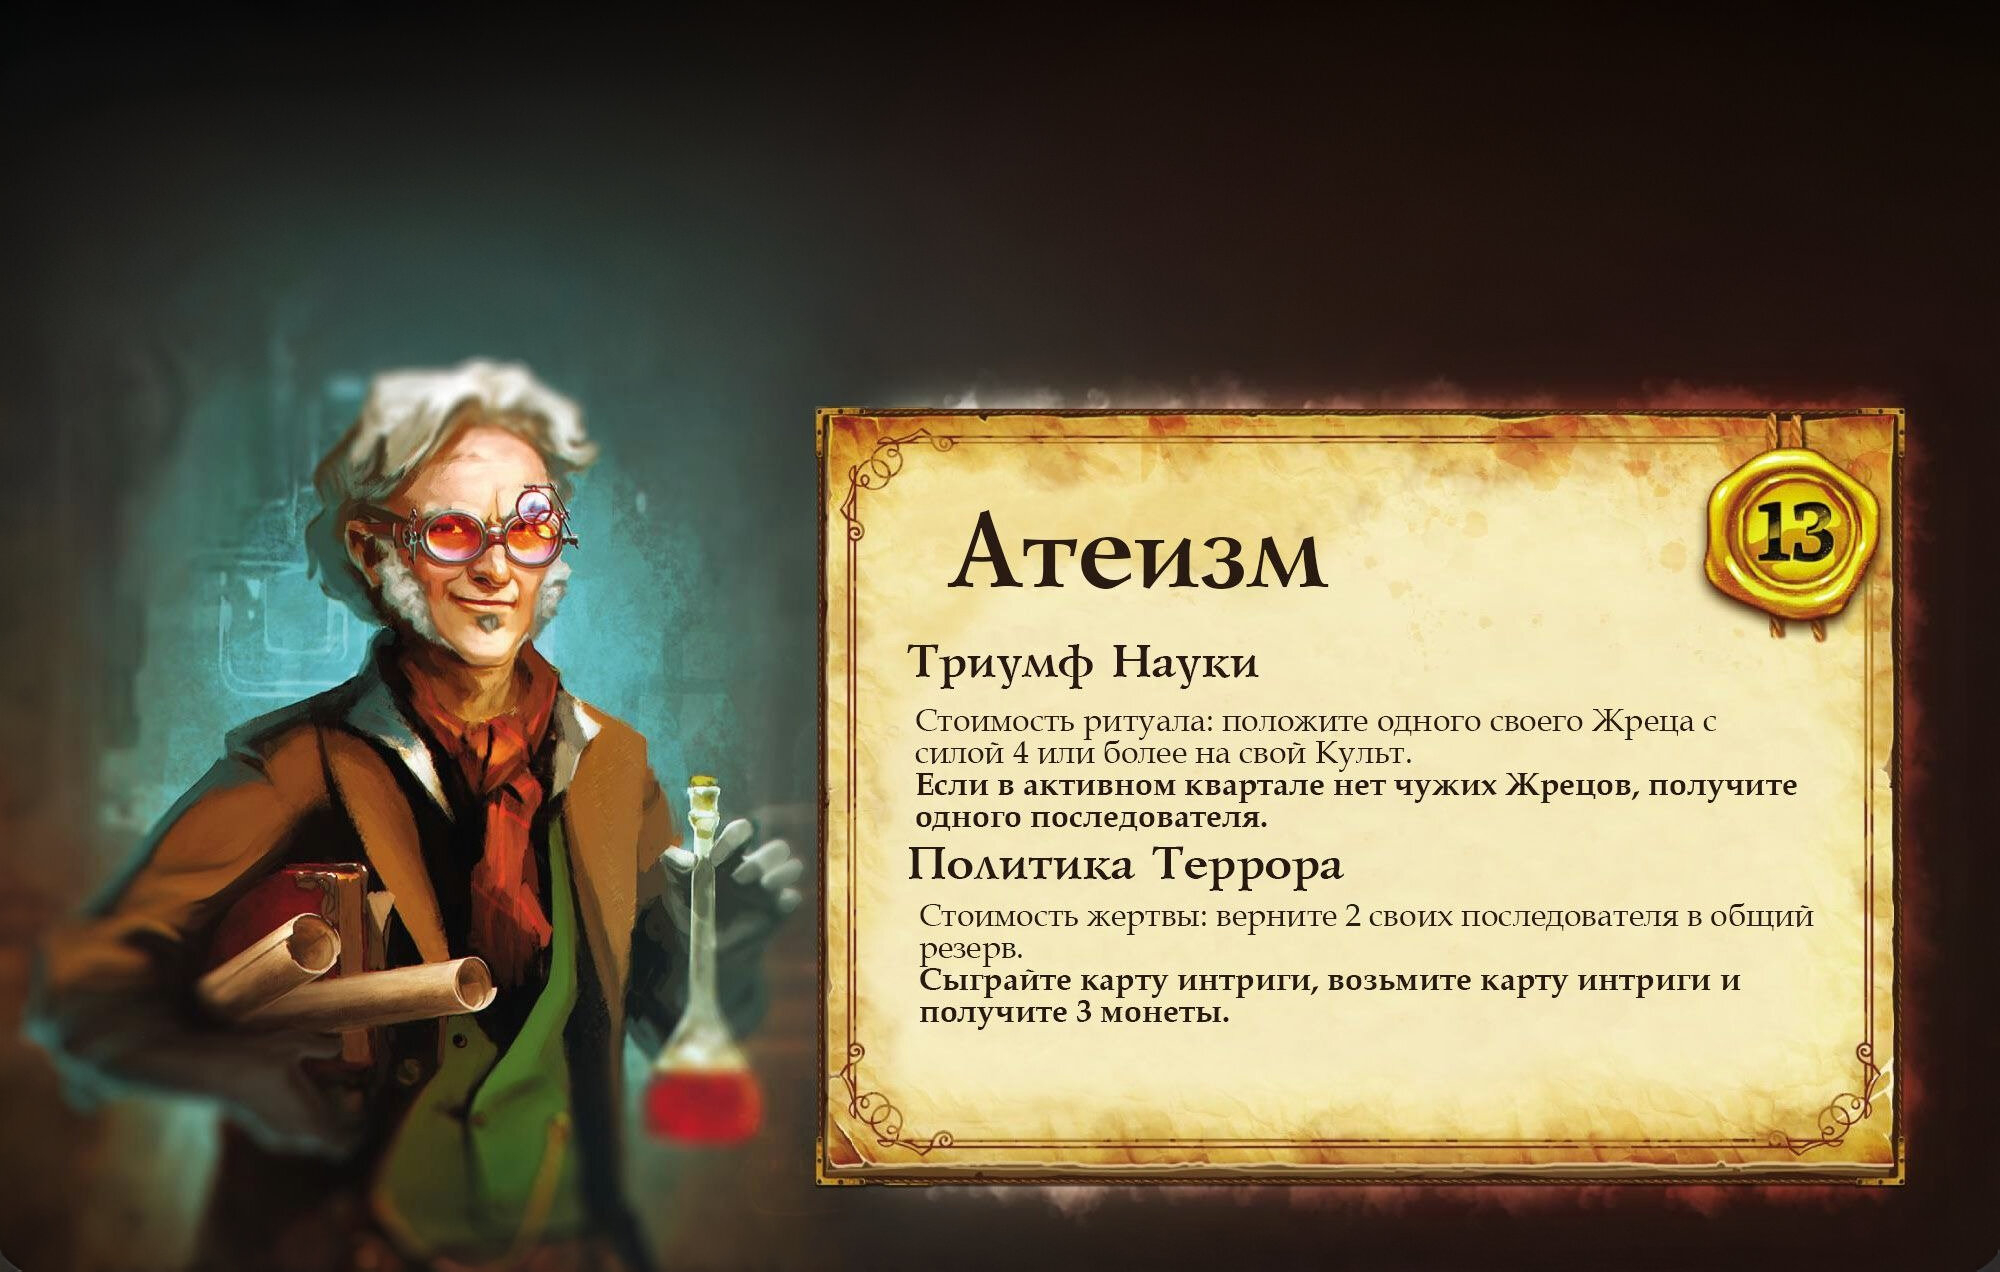 Атеизм
13
Триумф Науки
Стоимость ритуала: положите одного своего Жреца с
силой 4 или более на свой Культ.
Если в активном квартале нет чужих Жрецов, получите
одного последователя.
Политика Террора
Стоимость жертвы: верните 2 своих последователя в общий
резерв.
Сыграйте карту интриги, возьмите карту интриги и
получите 3 монеты.